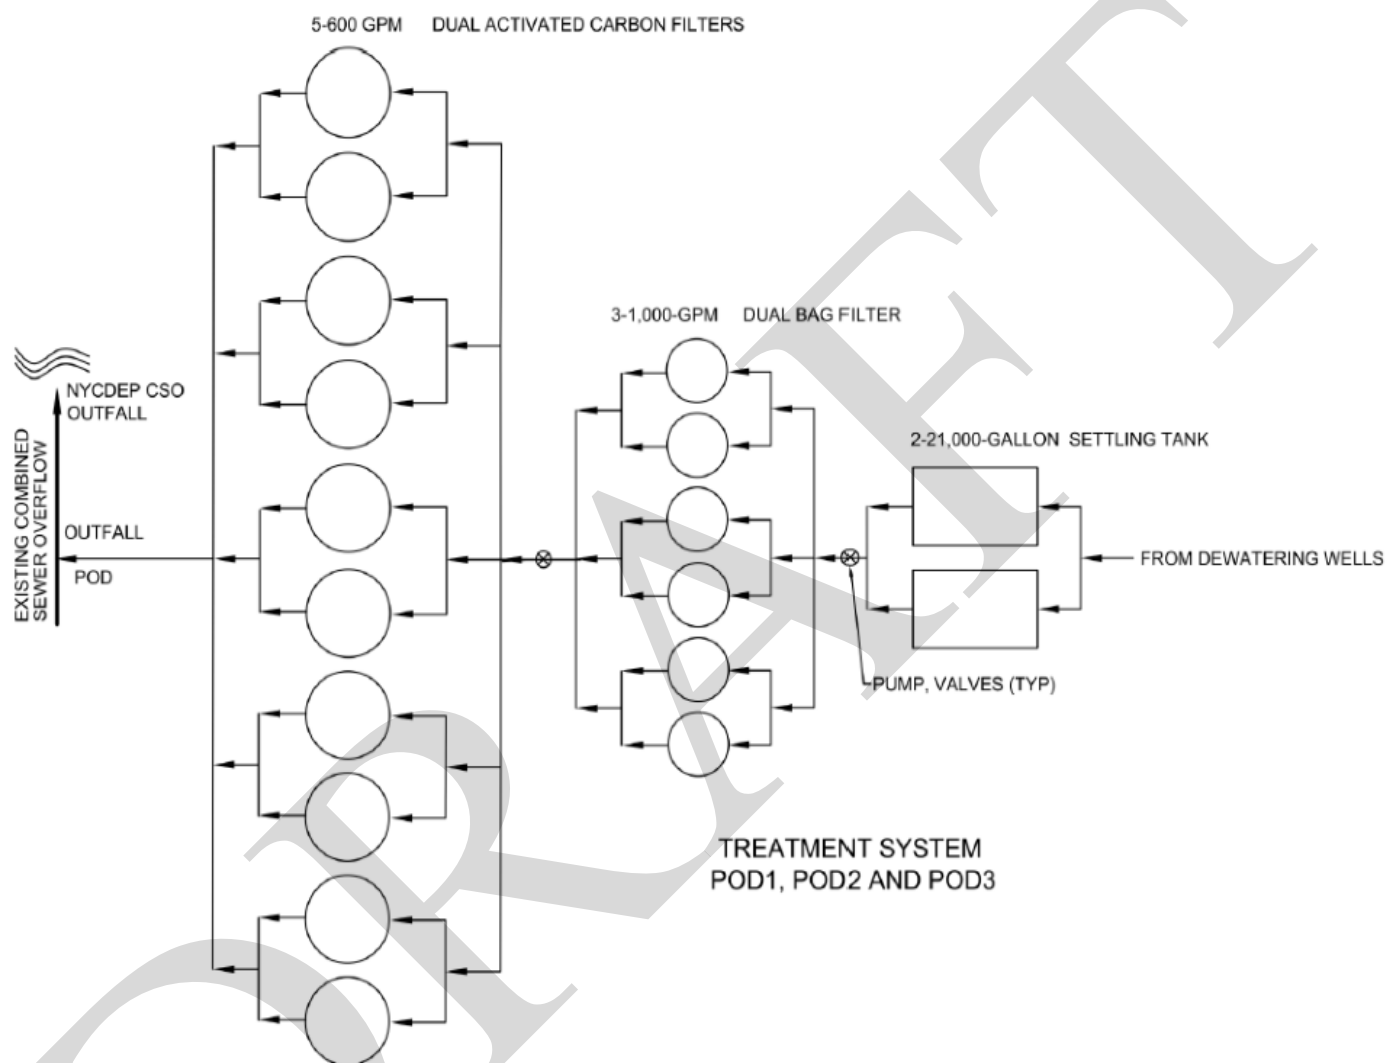 5-600 GPM DUAL ACTIVATED CARBON FILTERS
3-1,000-GPM DUAL BAG FILTER
NYCDEP CSO
OUTFALL
2-21,000-GALLON SETTLING TANK
EXISTING COMBINED
SEWER OVERFLOW
OUTFALL
POD
FROM DEWATERING WELLS
PUMP, VALVES (TYP)
TREATMENT SYSTEM
POD1, POD2 AND POD3
DRAFT